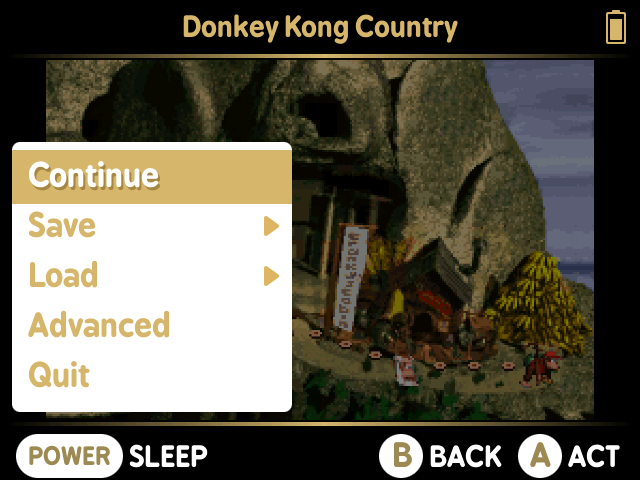 Donkey Kong Country
Continue
Save
Load
Advanced
Quit
POWER SLEEP
B BACK A ACT